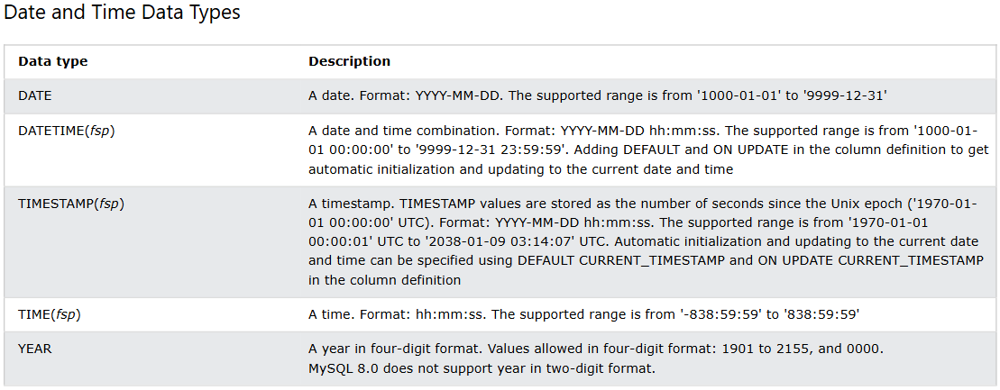 Date and Time Data Types
Data type Description
DATE A date. Format: YYYY-MM-DD. The supported range is from '1000-01-01' to '9999-12-31'
DATETIME(fsp) A date and time combination. Format: YYYY-MM-DD hh:mm:ss. The supported range is from '1000-01-
01 00:00:00' to '9999-12-31 23:59:59'. Adding DEFAULT and ON UPDATE in the column definition to get
automatic initialization and updating to the current date and time
TIMESTAMP(fsp) A timestamp. TIMESTAMP values are stored as the number of seconds since the Unix epoch ('1970-01-
01 00:00:00' UTC). Format: YYYY-MM-DD hh:mm:ss. The supported range is from '1970-01-01
00:00:01' UTC to '2038-01-09 03:14:07' UTC. Automatic initialization and updating to the current date
and time can be specified using DEFAULT CURRENT_TIMESTAMP and ON UPDATE CURRENT_TIMESTAMP
in the column definition
TIME(fsp) A time. Format: hh:mm:ss. The supported range is from '-838:59:59' to '838:59:59'
YEAR A year in four-digit format. Values allowed in four-digit format: 1901 to 2155, and 0000.
MySQL 8.0 does not support year in two-digit format.